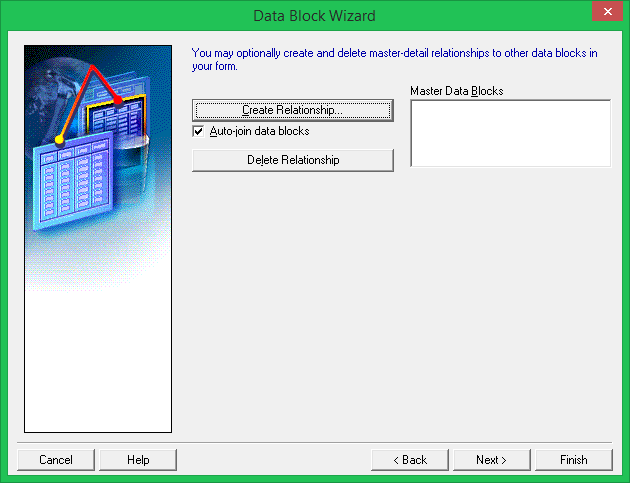 Data Block Wizard
You may optionally create and delete master-detail relationships to other data blocks in
your form.
Create Relationship...
Auto-join data blocks
Delete Relationship
Master Data Blocks
Cancel
Help
< Back
Next >
Finish